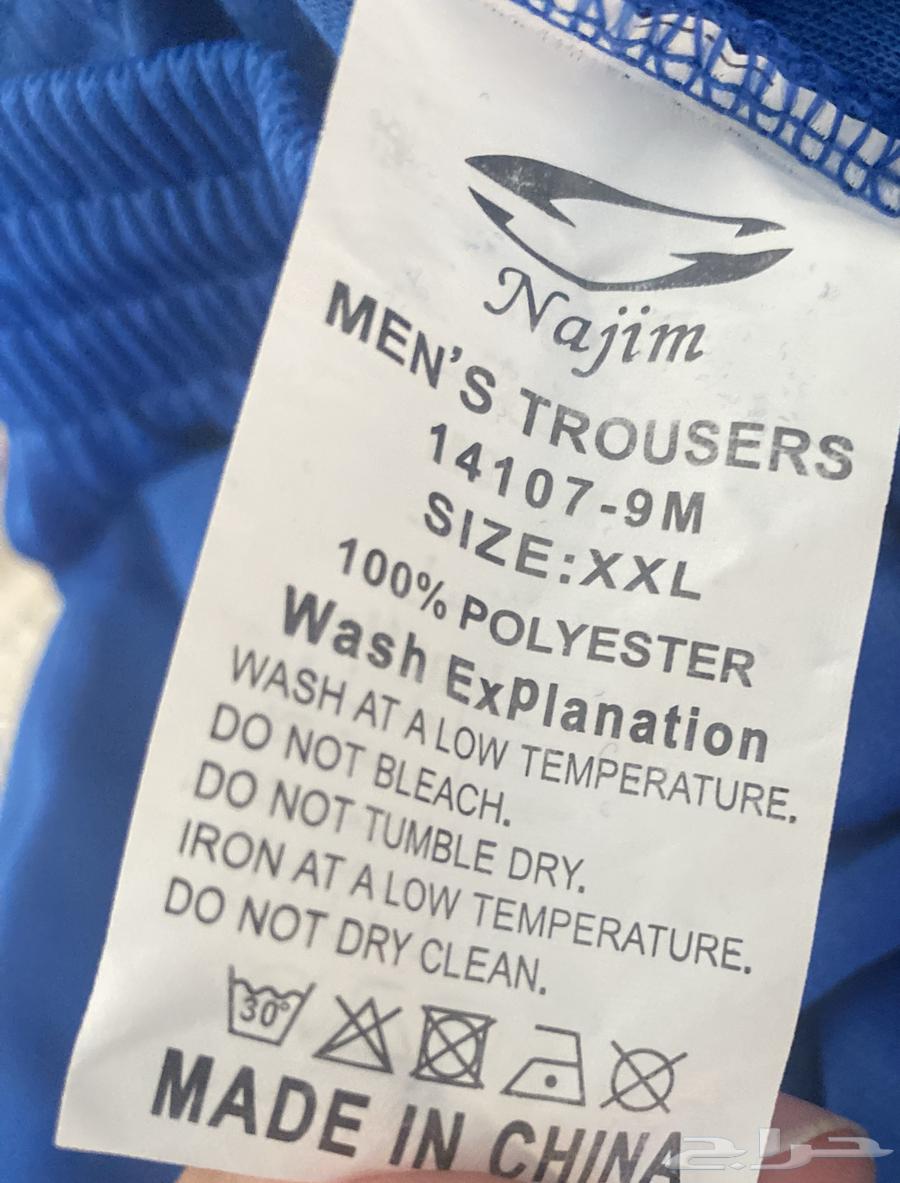 Najim
MEN'S TROUSERS
14107-9M
SIZE:XXL
100% POLYESTER
Wash Explanation
WASH AT A LOW TEMPERATURE.
DO NOT BLEACH.
DO NOT TUMBLE DRY.
IRON AT A LOW TEMPERATURE.
DO NOT DRY CLEAN.
30°
MADE IN CHINA
حراج